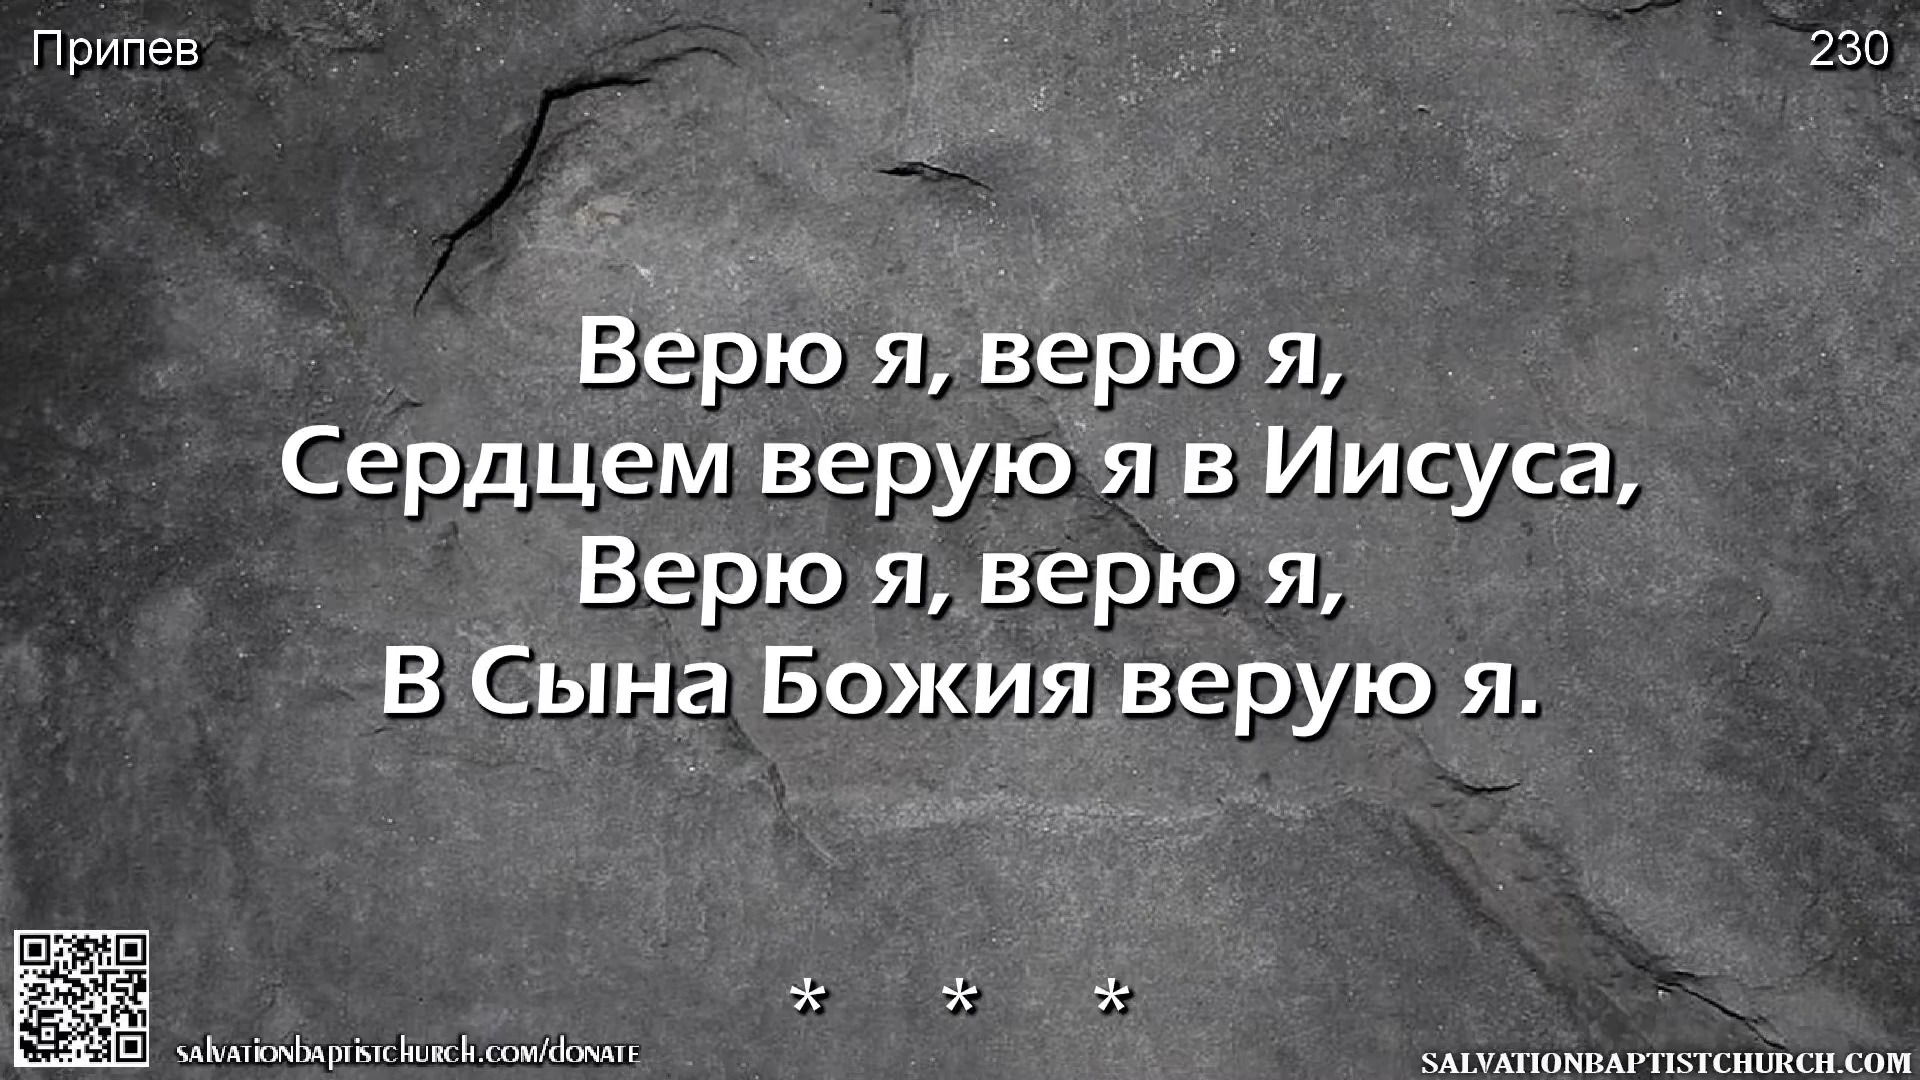 Припев
230
Верю я, верю я,
Сердцем верую я в Иисуса,
Верю я, верю я,
В Сына Божия верую я.
* * *
salvationbaptistchurch.com/donate
SALVATIONBAPTISTCHURCH.COM